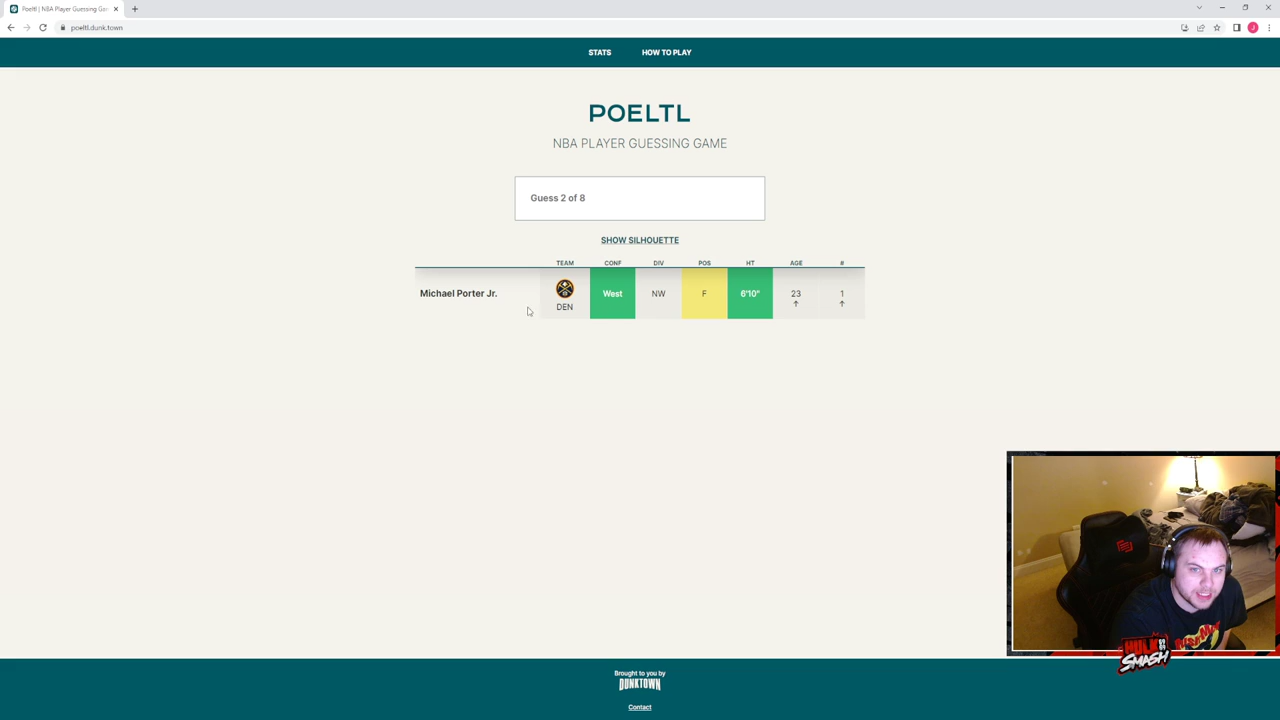 Poeltl | NBA Player Guessing Gam
poeltl.dunk.town
J
STATS HOW TO PLAY
POELTL
NBA PLAYER GUESSING GAME
Guess 2 of 8
SHOW SILHOUETTE
TEAM CONF DIV POS HT AGE #
Michael Porter Jr. DEN West NW F 6'10" 23 ↑ 1 ↑
HULK
SMASH
Brought to you by
DUNKTOWN
Contact